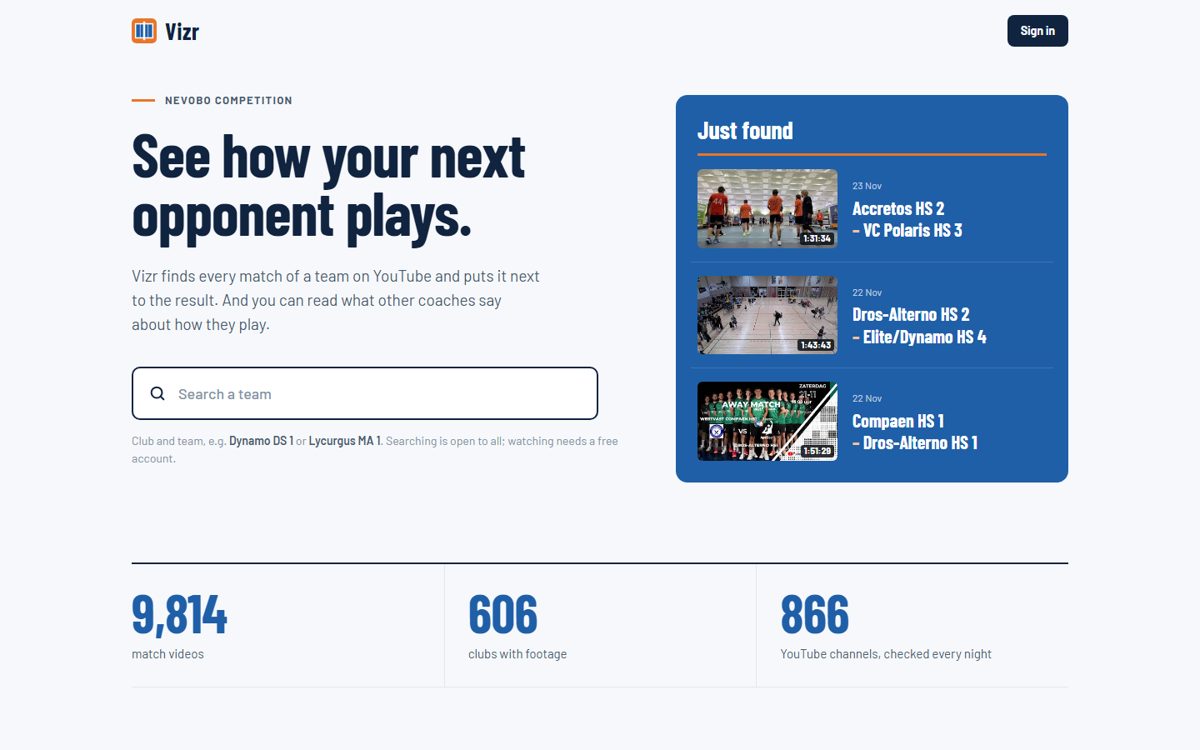 Vizr
Sign in
NEVOBO COMPETITION
See how your next
opponent plays.
Vizr finds every match of a team on YouTube and puts it next
to the result. And you can read what other coaches say
about how they play.
Search a team
Club and team, e.g. Dynamo DS 1 or Lycurgus MA 1. Searching is open to all; watching needs a free
account.
Just found
1:31:34
23 Nov
Accretos HS 2
– VC Polaris HS 3
1:43:43
22 Nov
Dros-Alterno HS 2
– Elite/Dynamo HS 4
ZATERDAG
AWAY MATCH
VS
DROS-ALTERNO HS1
1:51:29
22 Nov
Compaen HS 1
– Dros-Alterno HS 1
9,814
match videos
606
clubs with footage
866
YouTube channels, checked every night